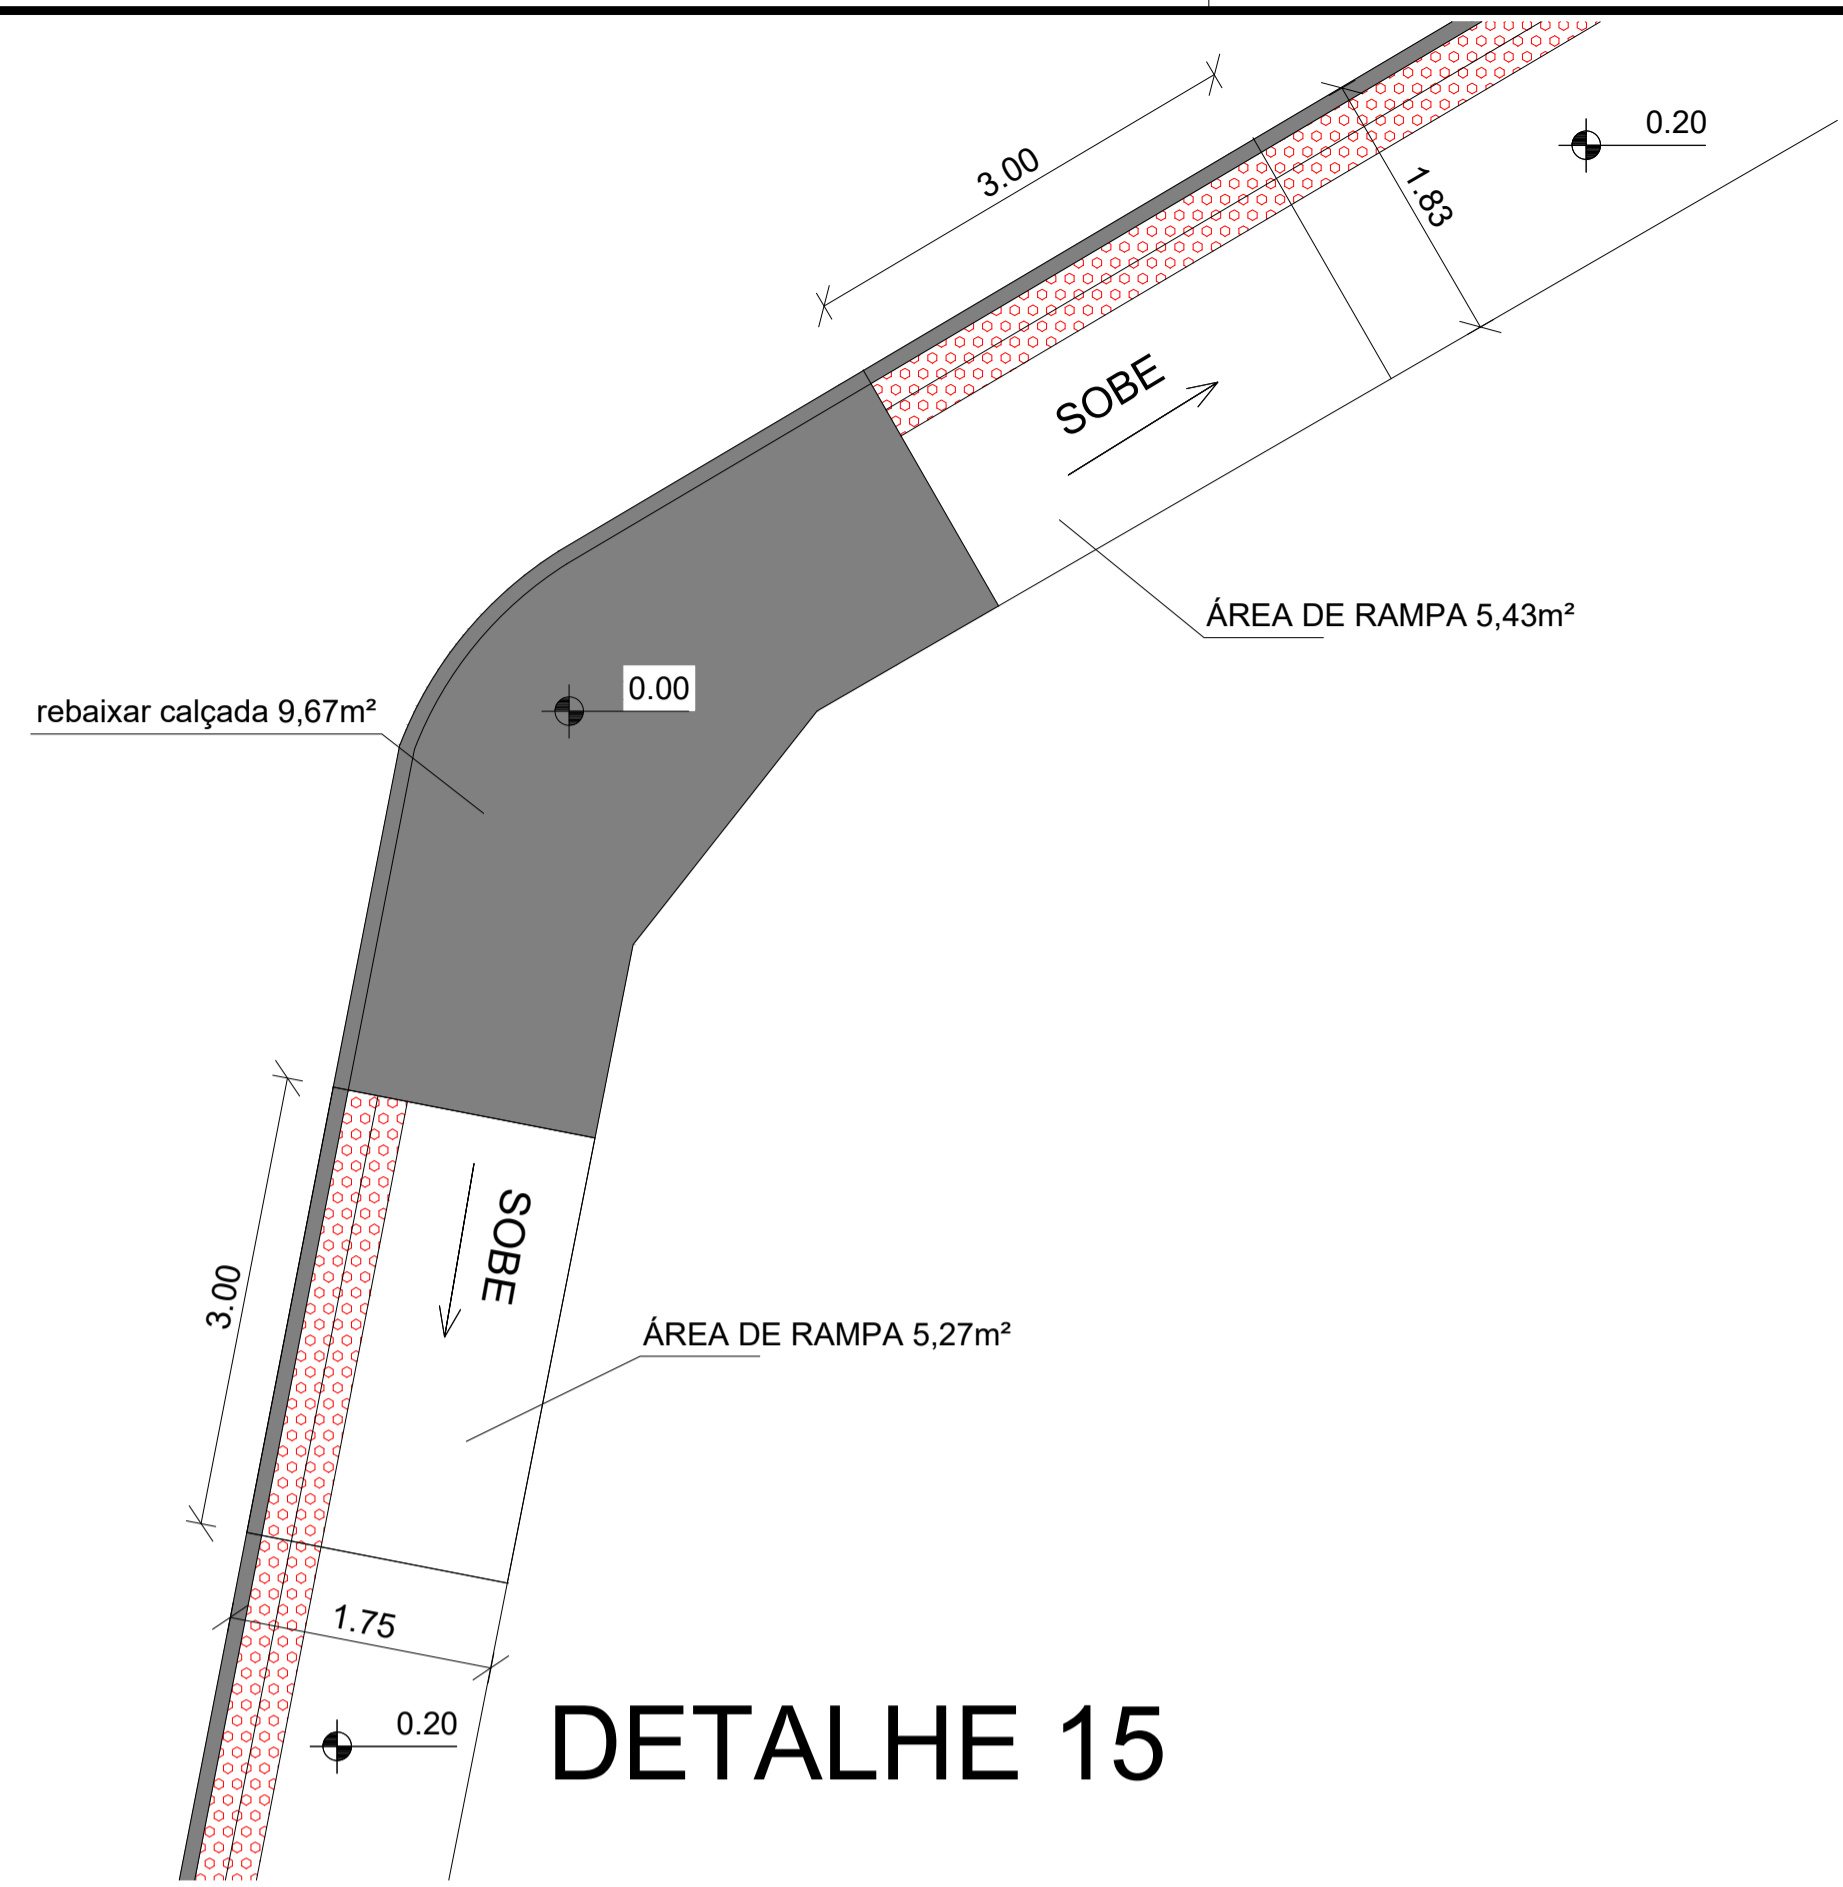 0.20
3.00
1.83
SOBE
ÁREA DE RAMPA 5,43m²
0.00
rebaixar calçada 9,67m²
SOBE
3.00
ÁREA DE RAMPA 5,27m²
1.75
0.20
DETALHE 15